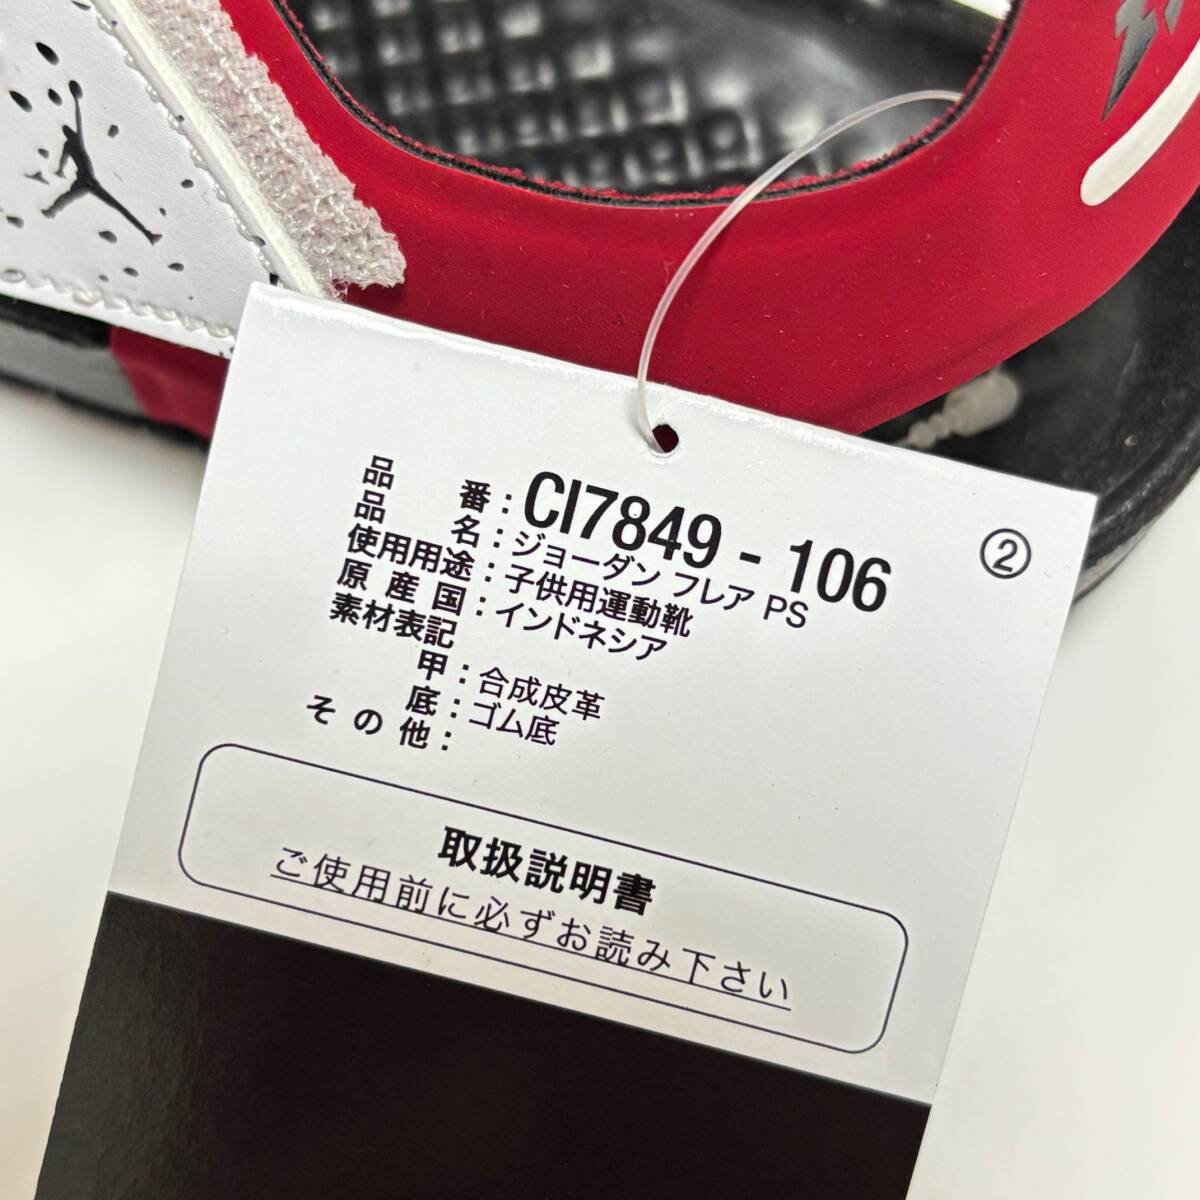 品番:CI7849 - 106 ②
品名:ジョーダン フレア PS
使用用途:子供用運動靴
原産国:インドネシア
素材表記
甲:合成皮革
底:ゴム底
その他:
取扱説明書
ご使用前に必ずお読み下さい